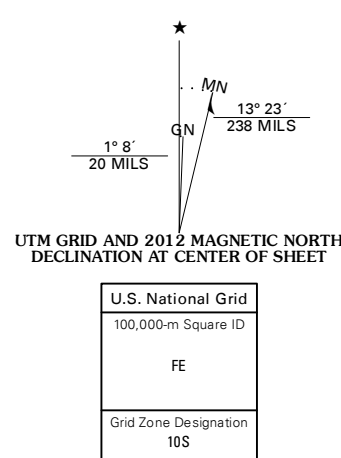 ★
MN
GN
13° 23´
238 MILS
1° 8´
20 MILS
UTM GRID AND 2012 MAGNETIC NORTH
DECLINATION AT CENTER OF SHEET
U.S. National Grid
100,000-m Square ID
FE
Grid Zone Designation
10S